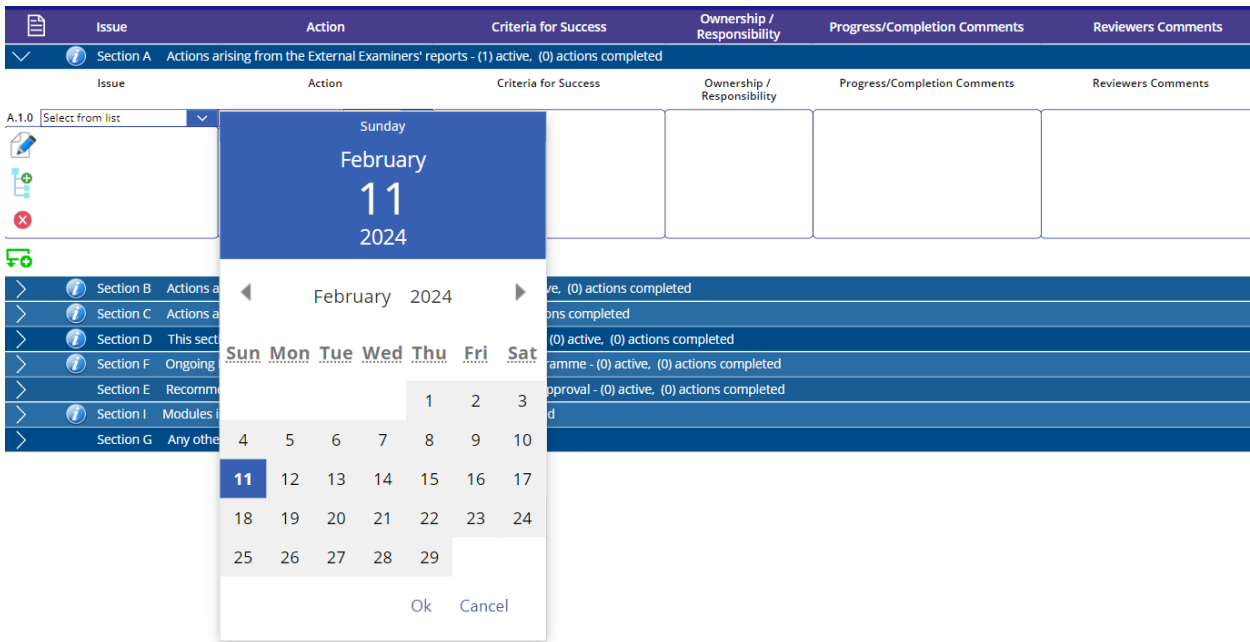 Issue Action Criteria for Success Ownership / Responsibility Progress/Completion Comments Reviewers Comments
Section A Actions arising from the External Examiners' reports - (1) active, (0) actions completed
Issue Action Criteria for Success Ownership / Responsibility Progress/Completion Comments Reviewers Comments
A.1.0 Select from list
Sunday
February
11
2024
February 2024
Sun Mon Tue Wed Thu Fri Sat
1 2 3
4 5 6 7 8 9 10
11 12 13 14 15 16 17
18 19 20 21 22 23 24
25 26 27 28 29
Ok Cancel
Section B Actions a
(0) actions completed
Section C Actions a
ons completed
Section D This sect
(0) active, (0) actions completed
Section F Ongoing
ramme - (0) active, (0) actions completed
Section E Recomme
pproval - (0) active, (0) actions completed
Section I Modules i
d
Section G Any othe